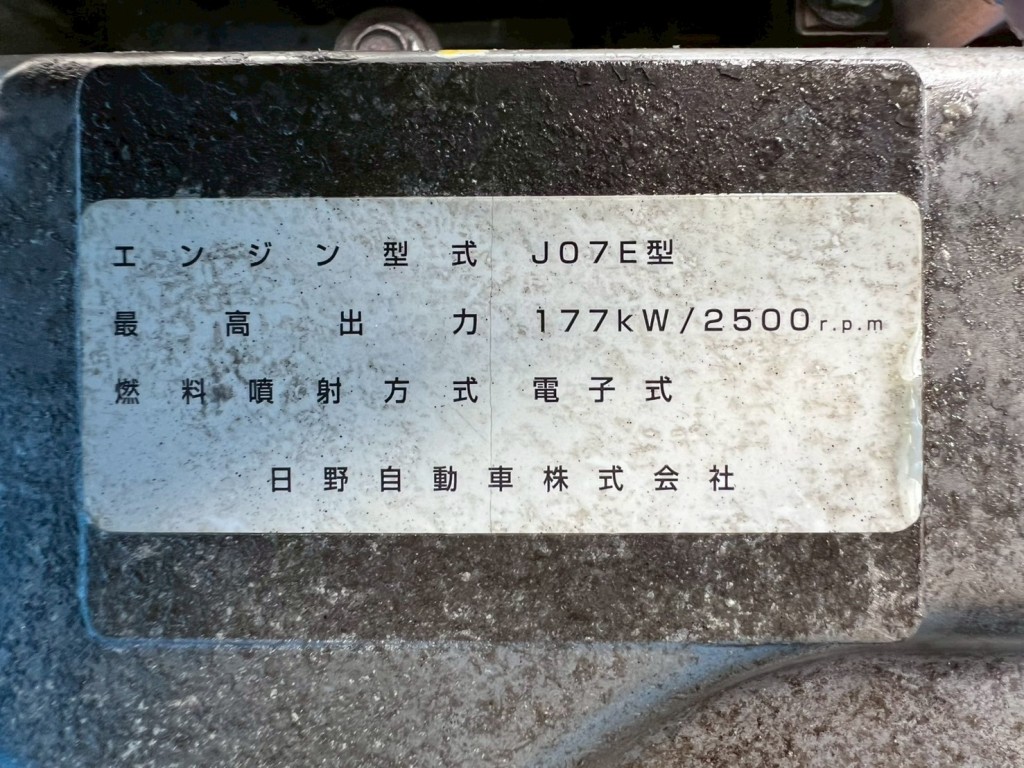 エンジン型式 J07E型
最高出力 177kW/2500r.p.m
燃料噴射方式 電子式
日野自動車株式会社